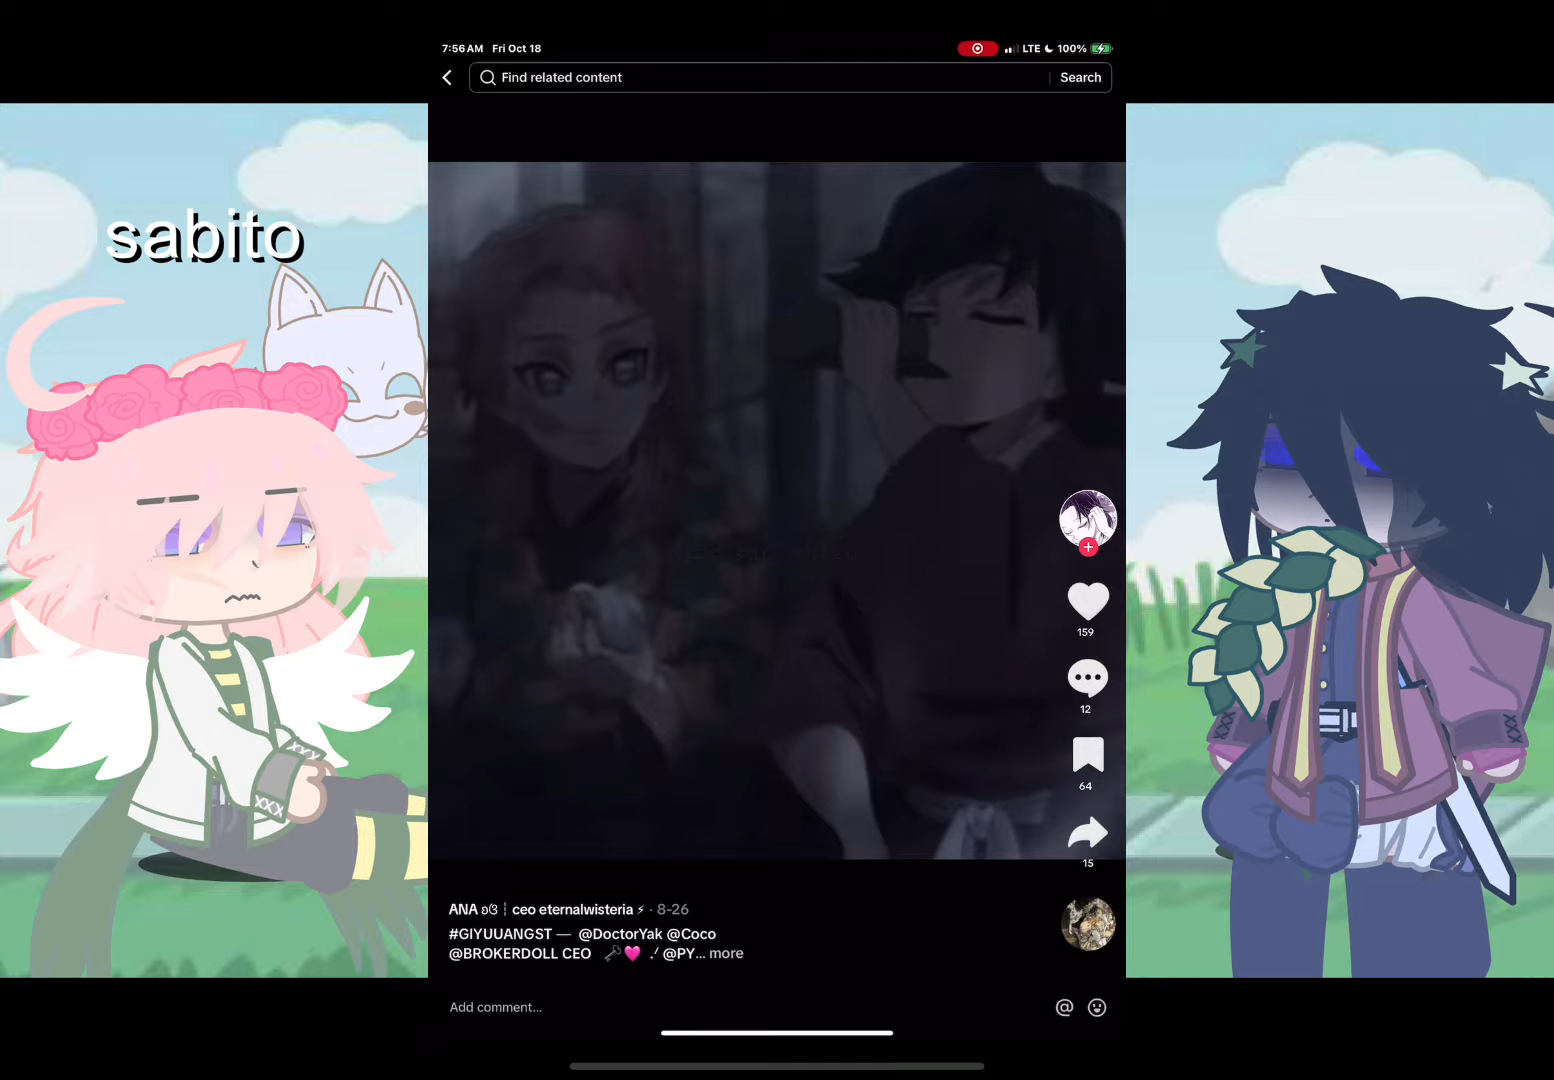 7:56 AM Fri Oct 18
LTE 100%
Find related content
Search
sabito
159
12
64
15
ANA ʚɞ ┆ ceo eternalwisteria ⚡ · 8-26
#GIYUUANGST — @DoctorYak @Coco
@BROKERDOLL CEO 🗝️💓 .ᐟ @PY... more
Add comment...